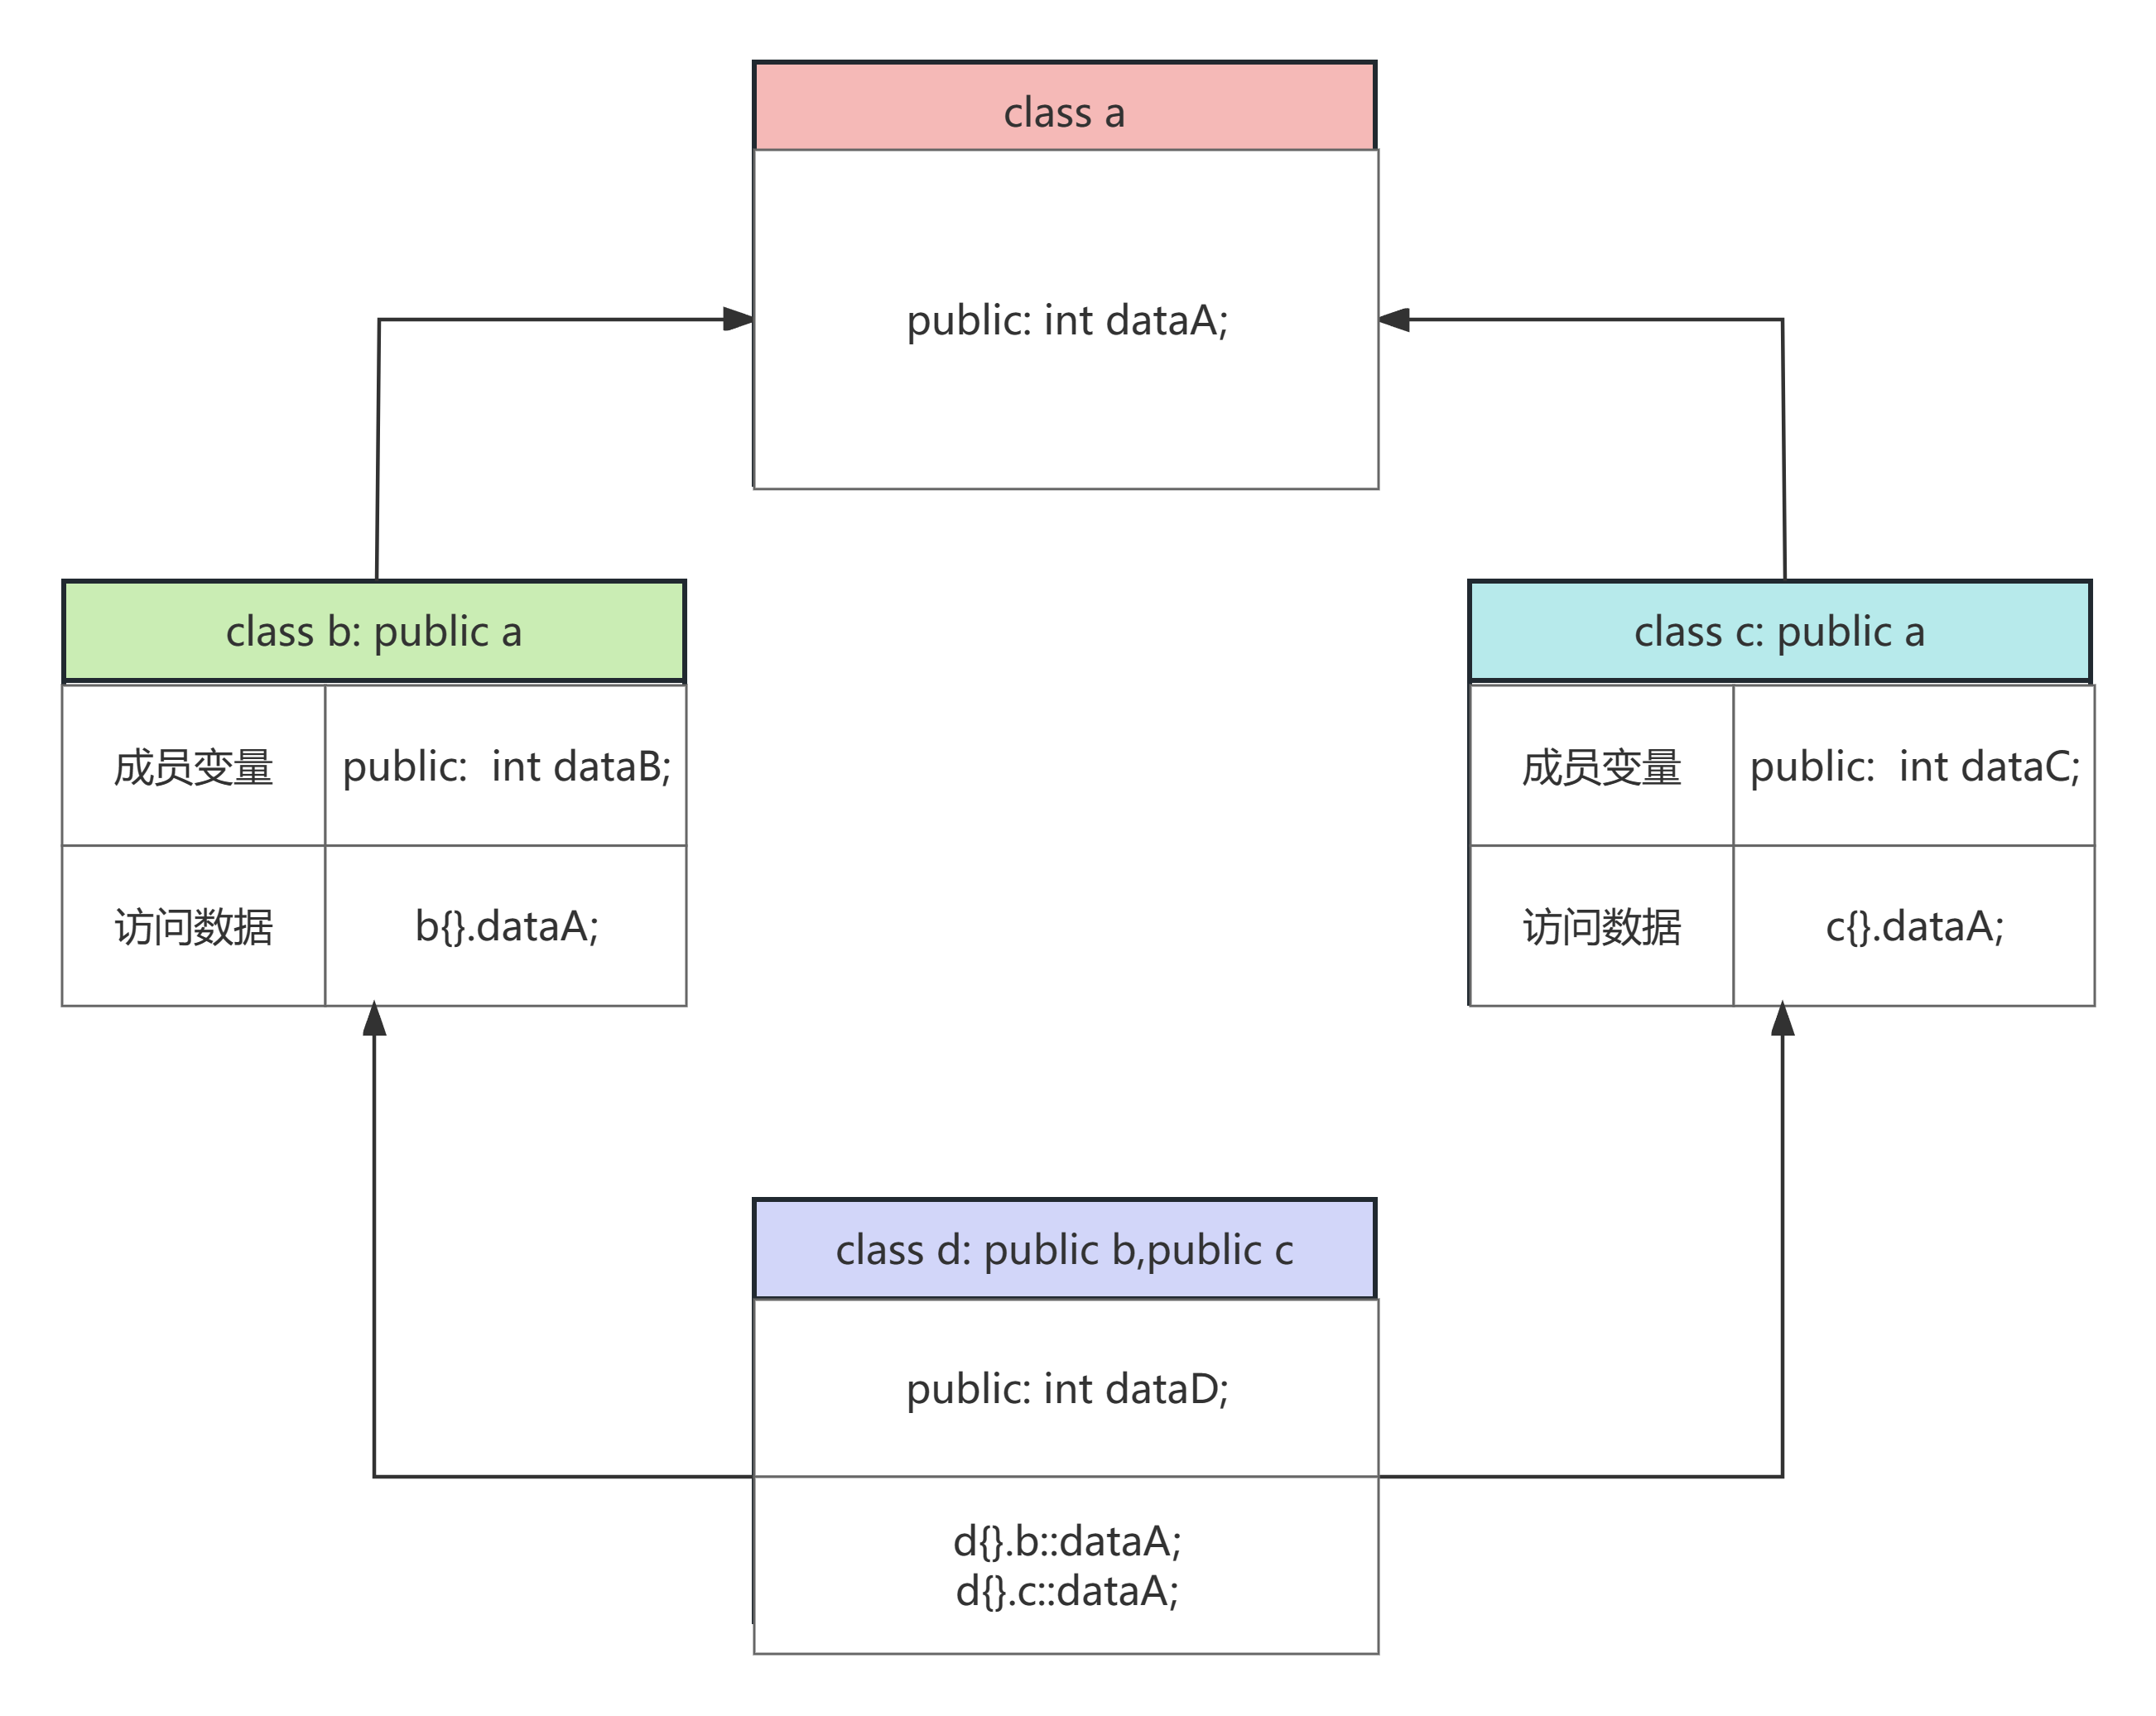 class a
public: int dataA;
class b: public a
成员变量
public:  int dataB;
访问数据
b{}.dataA;
class c: public a
成员变量
public:  int dataC;
访问数据
c{}.dataA;
class d: public b,public c
public: int dataD;
d{}.b::dataA;
d{}.c::dataA;